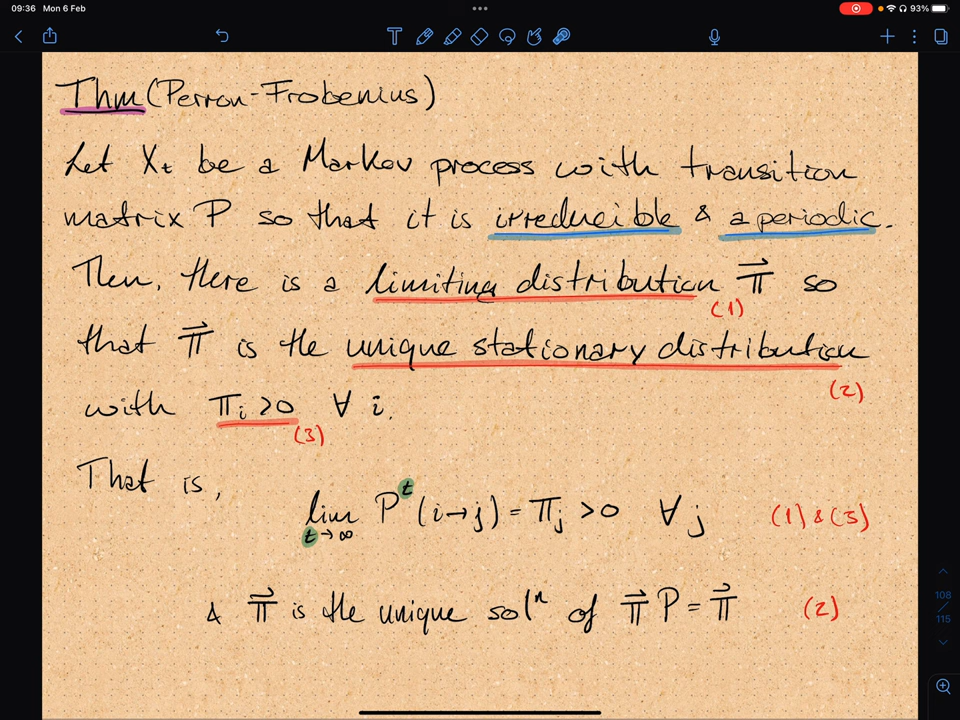 09:36 Mon 6 Feb
93%
Thm (Perron-Frobenius)
Let Xₜ be a Markov process with transition
matrix P so that it is irreducible & aperiodic.
Then, there is a limiting distribution π⃗ so
(1)
that π⃗ is the unique stationary distribution
(2)
with πᵢ >0 ∀ i.
(3)
That is,
lim Pᵗ (i→j) = πⱼ >0 ∀ j (1) & (3)
t→∞
& π⃗ is the unique solⁿ of π⃗ P = π⃗ (2)
108
/
115